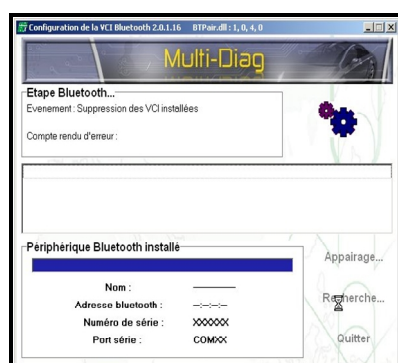 Configuration de la VCI Bluetooth 2.0.1.16 BTPair.dll : 1, 0, 4, 0
Multi-Diag
Etape Bluetooth...
Evenement : Suppression des VCI installées
Compte rendu d'erreur :
Périphérique Bluetooth installé
Appairage...
Nom :
Adresse bluetooth : --:--:--
Recherche...
Numéro de série : XXXXXX
Port série : COMXX
Quitter